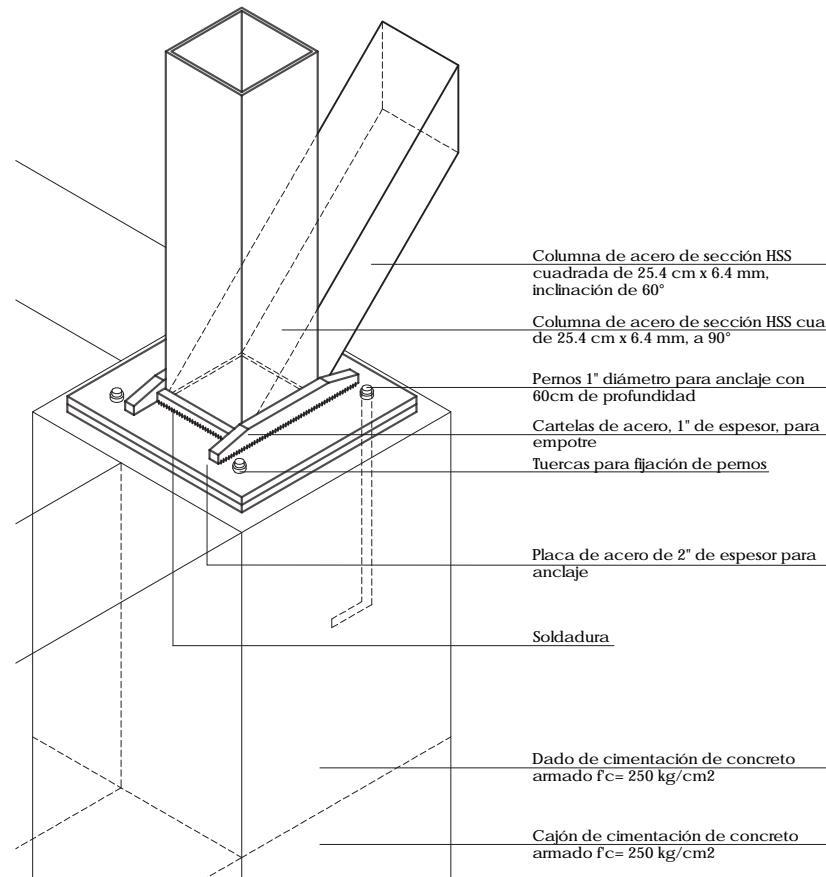 Columna de acero de sección HSS
cuadrada de 25.4 cm x 6.4 mm,
inclinación de 60°
Columna de acero de sección HSS cua
de 25.4 cm x 6.4 mm, a 90°
Pernos 1" diámetro para anclaje con
60cm de profundidad
Cartelas de acero, 1" de espesor, para
empotre
Tuercas para fijación de pernos
Placa de acero de 2" de espesor para
anclaje
Soldadura
Dado de cimentación de concreto
armado f'c= 250 kg/cm2
Cajón de cimentación de concreto
armado f'c= 250 kg/cm2